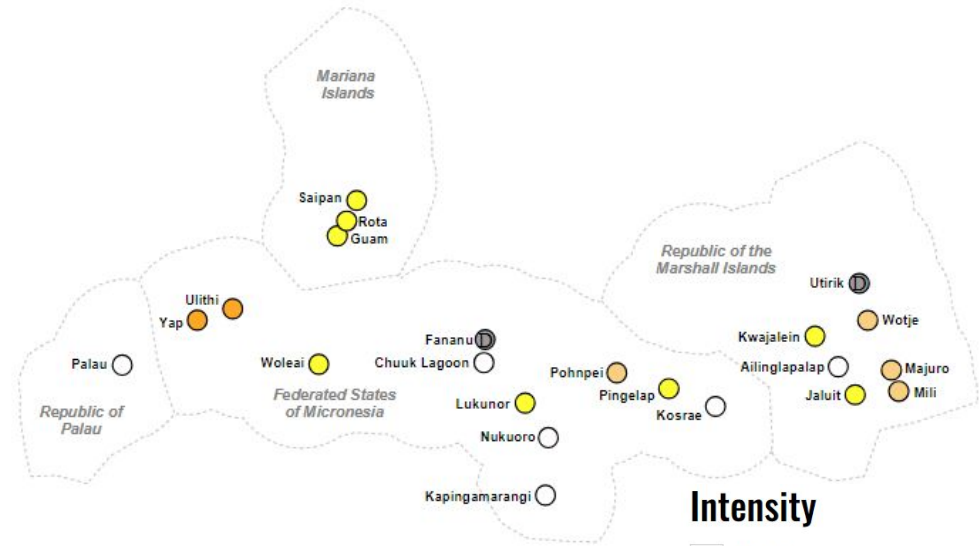 Mariana
Islands
Saipan
Rota
Guam
Republic of the
Marshall Islands
Utirik D
Ulithi
Yap
Wotje
Fananu D
Kwajalein
Chuuk Lagoon
Palau
Woleai
Ailinglapalap
Majuro
Pohnpei
Pingelap
Jaluit
Mili
Federated States
of Micronesia
Lukunor
Kosrae
Republic of
Palau
Nukuoro
Kapingamarangi
Intensity